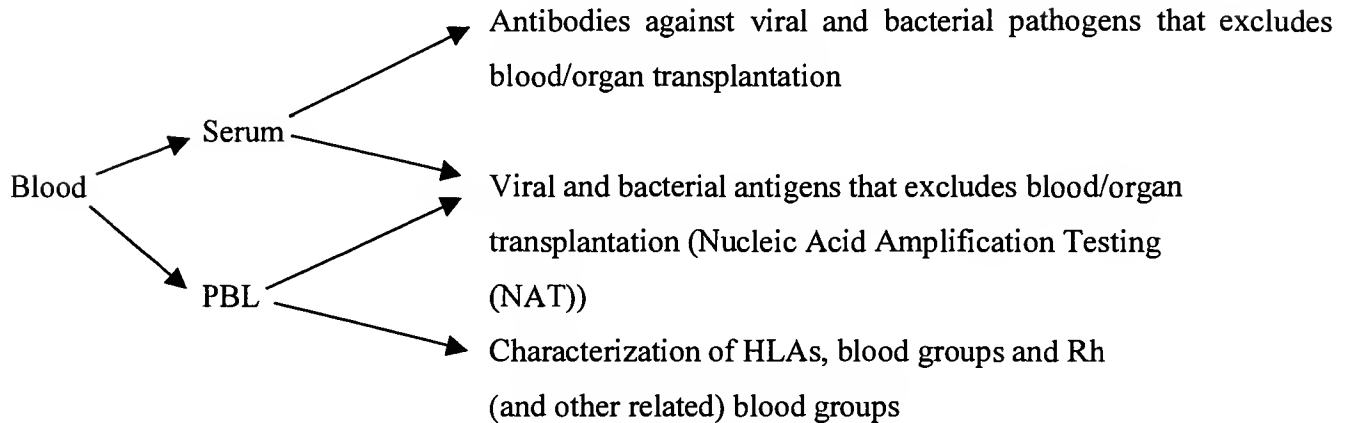 Antibodies against viral and bacterial pathogens that excludes
blood/organ transplantation
Serum
Blood
Viral and bacterial antigens that excludes blood/organ
transplantation (Nucleic Acid Amplification Testing
(NAT))
PBL
Characterization of HLAs, blood groups and Rh
(and other related) blood groups